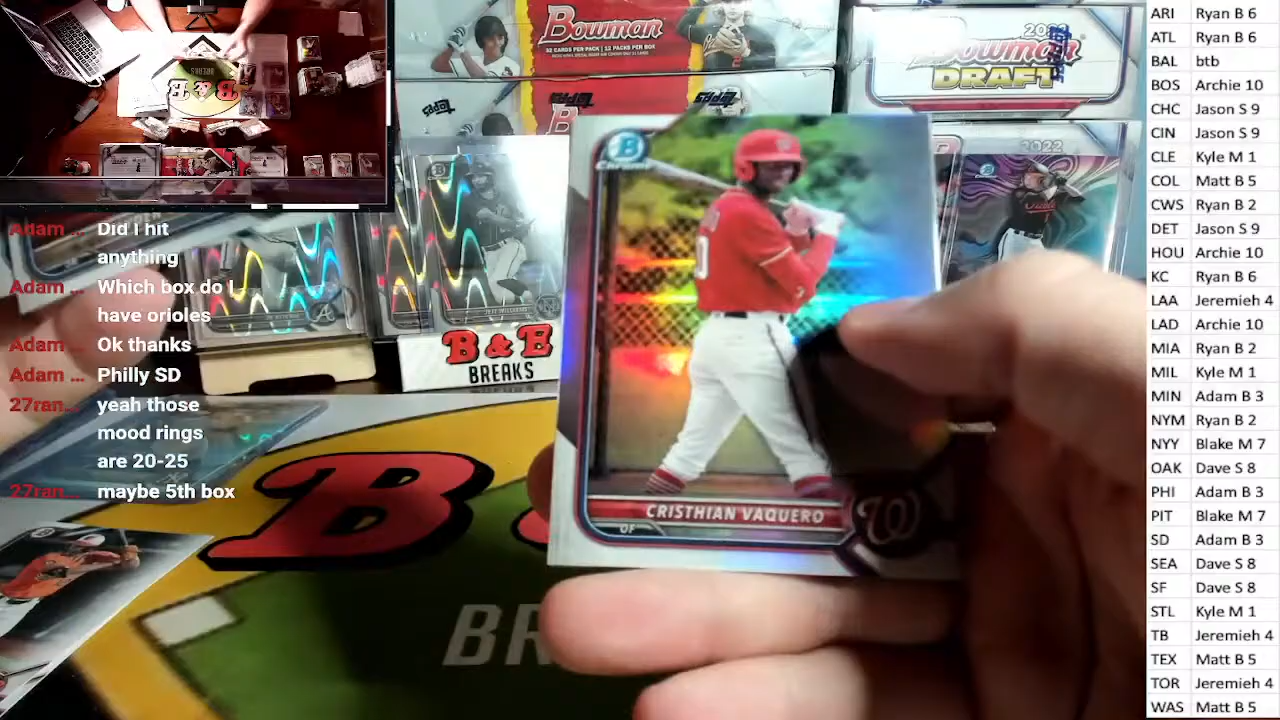 Bowman
52 CARDS PER PACK | 12 PACKS PER BOX
Bowman
DRAFT
TOPPS
TOPPS
B
2022
Chrome
B & E
BREAKS
B & E
CRISTHIAN VAQUERO
OF
W
B
BR
Adam ... Did I hit
anything
Adam ... Which box do I
have orioles
Adam ... Ok thanks
Adam ... Philly SD
27ran... yeah those
mood rings
are 20-25
27ran... maybe 5th box
ARI Ryan B 6
ATL Ryan B 6
BAL btb
BOS Archie 10
CHC Jason S 9
CIN Jason S 9
CLE Kyle M 1
COL Matt B 5
CWS Ryan B 2
DET Jason S 9
HOU Archie 10
KC Ryan B 6
LAA Jeremieh 4
LAD Archie 10
MIA Ryan B 2
MIL Kyle M 1
MIN Adam B 3
NYM Ryan B 2
NYY Blake M 7
OAK Dave S 8
PHI Adam B 3
PIT Blake M 7
SD Adam B 3
SEA Dave S 8
SF Dave S 8
STL Kyle M 1
TB Jeremieh 4
TEX Matt B 5
TOR Jeremieh 4
WAS Matt B 5